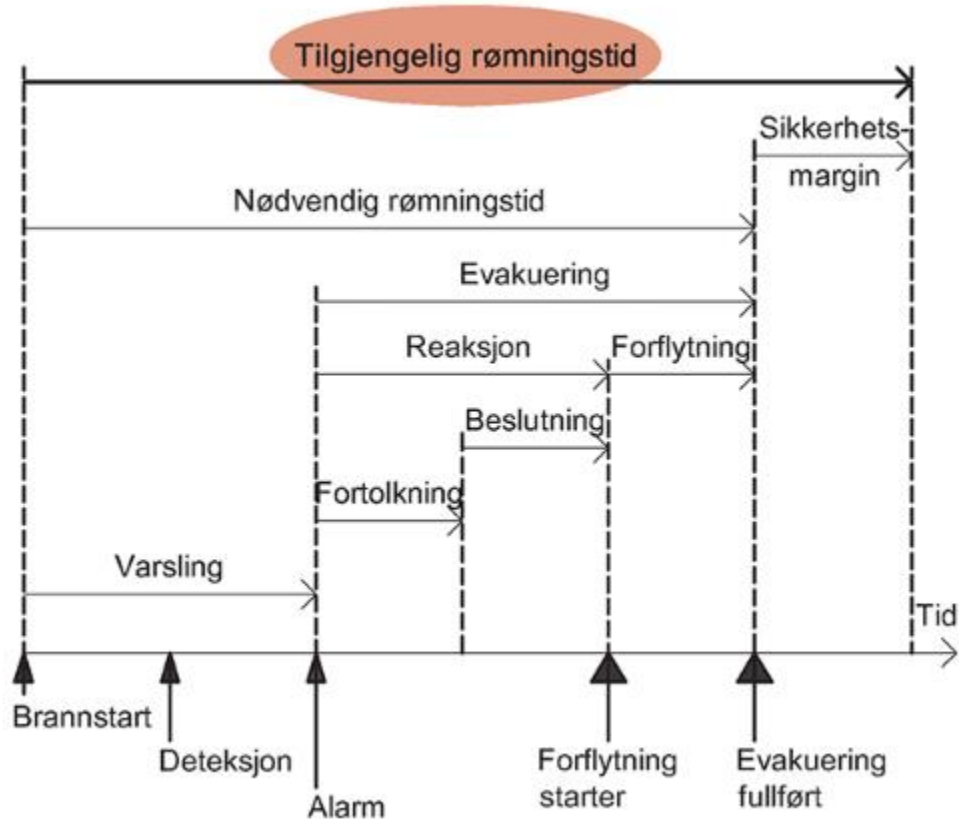 Tilgjengelig rømningstid
Sikkerhets-
margin
Nødvendig rømningstid
Evakuering
Reaksjon
Forflytning
Beslutning
Fortolkning
Varsling
Tid
Brannstart
Deteksjon
Alarm
Forflytning
starter
Evakuering
fullført